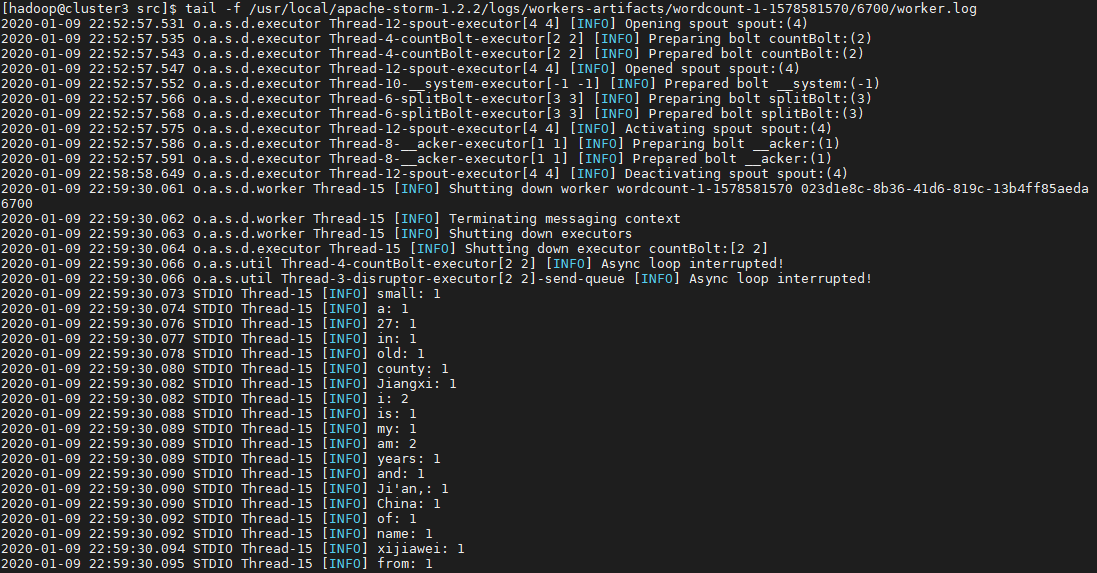 [hadoop@cluster3 src]$ tail -f /usr/local/apache-storm-1.2.2/logs/workers-artifacts/wordcount-1-1578581570/6700/worker.log
2020-01-09 22:52:57.531 o.a.s.d.executor Thread-12-spout-executor[4 4] [INFO] Opening spout spout:(4)
2020-01-09 22:52:57.535 o.a.s.d.executor Thread-4-countBolt-executor[2 2] [INFO] Preparing bolt countBolt:(2)
2020-01-09 22:52:57.543 o.a.s.d.executor Thread-4-countBolt-executor[2 2] [INFO] Prepared bolt countBolt:(2)
2020-01-09 22:52:57.547 o.a.s.d.executor Thread-12-spout-executor[4 4] [INFO] Opened spout spout:(4)
2020-01-09 22:52:57.552 o.a.s.d.executor Thread-10-__system-executor[-1 -1] [INFO] Prepared bolt __system:(-1)
2020-01-09 22:52:57.566 o.a.s.d.executor Thread-6-splitBolt-executor[3 3] [INFO] Preparing bolt splitBolt:(3)
2020-01-09 22:52:57.568 o.a.s.d.executor Thread-6-splitBolt-executor[3 3] [INFO] Prepared bolt splitBolt:(3)
2020-01-09 22:52:57.575 o.a.s.d.executor Thread-12-spout-executor[4 4] [INFO] Activating spout spout:(4)
2020-01-09 22:52:57.586 o.a.s.d.executor Thread-8-__acker-executor[1 1] [INFO] Preparing bolt __acker:(1)
2020-01-09 22:52:57.591 o.a.s.d.executor Thread-8-__acker-executor[1 1] [INFO] Prepared bolt __acker:(1)
2020-01-09 22:58:58.649 o.a.s.d.executor Thread-12-spout-executor[4 4] [INFO] Deactivating spout spout:(4)
2020-01-09 22:59:30.061 o.a.s.d.worker Thread-15 [INFO] Shutting down worker wordcount-1-1578581570 023d1e8c-8b36-41d6-819c-13b4ff85aeda
6700
2020-01-09 22:59:30.062 o.a.s.d.worker Thread-15 [INFO] Terminating messaging context
2020-01-09 22:59:30.063 o.a.s.d.worker Thread-15 [INFO] Shutting down executors
2020-01-09 22:59:30.064 o.a.s.d.executor Thread-15 [INFO] Shutting down executor countBolt:[2 2]
2020-01-09 22:59:30.066 o.a.s.util Thread-4-countBolt-executor[2 2] [INFO] Async loop interrupted!
2020-01-09 22:59:30.066 o.a.s.util Thread-3-disruptor-executor[2 2]-send-queue [INFO] Async loop interrupted!
2020-01-09 22:59:30.073 STDIO Thread-15 [INFO] small: 1
2020-01-09 22:59:30.074 STDIO Thread-15 [INFO] a: 1
2020-01-09 22:59:30.076 STDIO Thread-15 [INFO] 27: 1
2020-01-09 22:59:30.077 STDIO Thread-15 [INFO] in: 1
2020-01-09 22:59:30.078 STDIO Thread-15 [INFO] old: 1
2020-01-09 22:59:30.080 STDIO Thread-15 [INFO] county: 1
2020-01-09 22:59:30.082 STDIO Thread-15 [INFO] Jiangxi: 1
2020-01-09 22:59:30.082 STDIO Thread-15 [INFO] i: 2
2020-01-09 22:59:30.088 STDIO Thread-15 [INFO] is: 1
2020-01-09 22:59:30.089 STDIO Thread-15 [INFO] my: 1
2020-01-09 22:59:30.089 STDIO Thread-15 [INFO] am: 2
2020-01-09 22:59:30.089 STDIO Thread-15 [INFO] years: 1
2020-01-09 22:59:30.090 STDIO Thread-15 [INFO] and: 1
2020-01-09 22:59:30.090 STDIO Thread-15 [INFO] Ji'an,: 1
2020-01-09 22:59:30.090 STDIO Thread-15 [INFO] China: 1
2020-01-09 22:59:30.092 STDIO Thread-15 [INFO] of: 1
2020-01-09 22:59:30.092 STDIO Thread-15 [INFO] name: 1
2020-01-09 22:59:30.094 STDIO Thread-15 [INFO] xijiawei: 1
2020-01-09 22:59:30.095 STDIO Thread-15 [INFO] from: 1